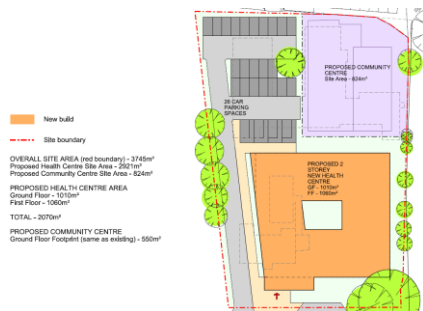 New build
Site boundary
OVERALL SITE AREA (red boundary) - 3745m²
Proposed Health Centre Site Area - 2921m²
Proposed Community Centre Site Area - 824m²
PROPOSED HEALTH CENTRE AREA
Ground Floor - 1010m²
First Floor - 1060m²
TOTAL - 2070m²
PROPOSED COMMUNITY CENTRE
Ground Floor Footprint (same as existing) - 550m²
PROPOSED COMMUNITY
CENTRE
Site Area - 824m²
26 CAR
PARKING
SPACES
PROPOSED 2
STOREY
NEW HEALTH
CENTRE
GF - 1010m²
FF - 1060m²